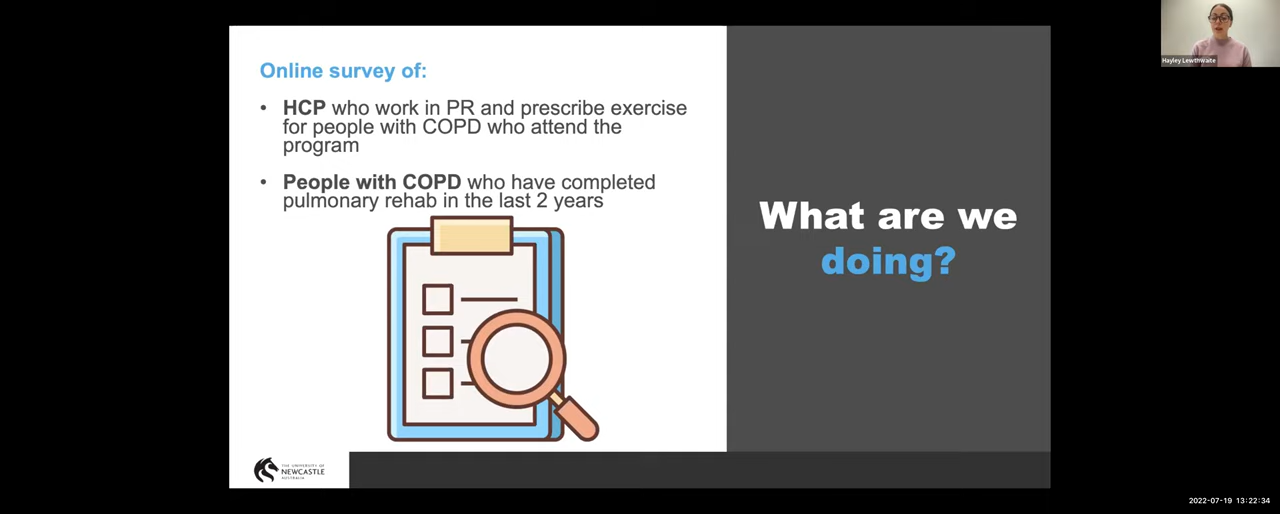 Online survey of:
• HCP who work in PR and prescribe exercise
for people with COPD who attend the
program
• People with COPD who have completed
pulmonary rehab in the last 2 years
What are we
doing?
THE UNIVERSITY OF
NEWCASTLE
AUSTRALIA
Hayley Lewthwaite
2022-07-19 13:22:34